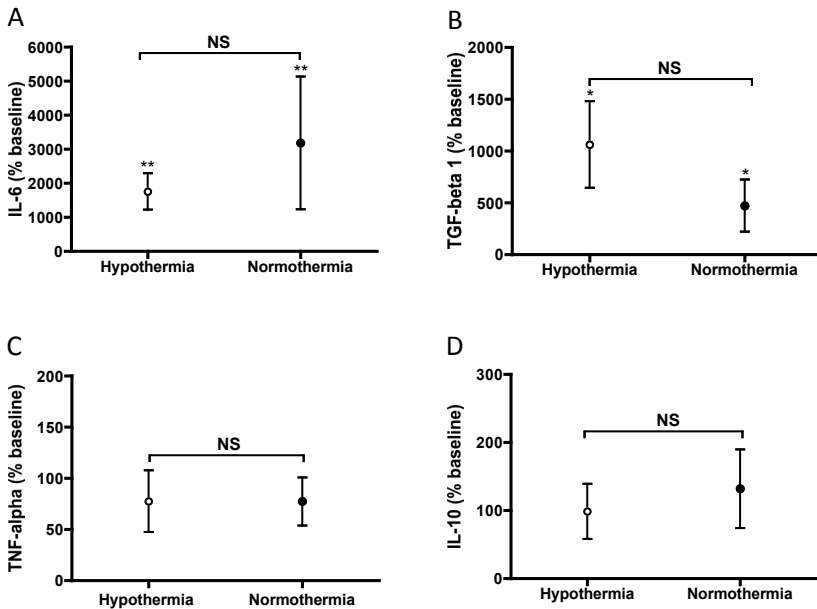 A
IL-6 (% baseline)
6000
5000
4000
3000
2000
1000
0
NS
**
**
Hypothermia
Normothermia
B
TGF-beta 1 (% baseline)
2000
1500
1000
500
0
NS
*
*
Hypothermia
Normothermia
C
TNF-alpha (% baseline)
200
150
100
50
0
NS
Hypothermia
Normothermia
D
IL-10 (% baseline)
300
200
100
0
NS
Hypothermia
Normothermia